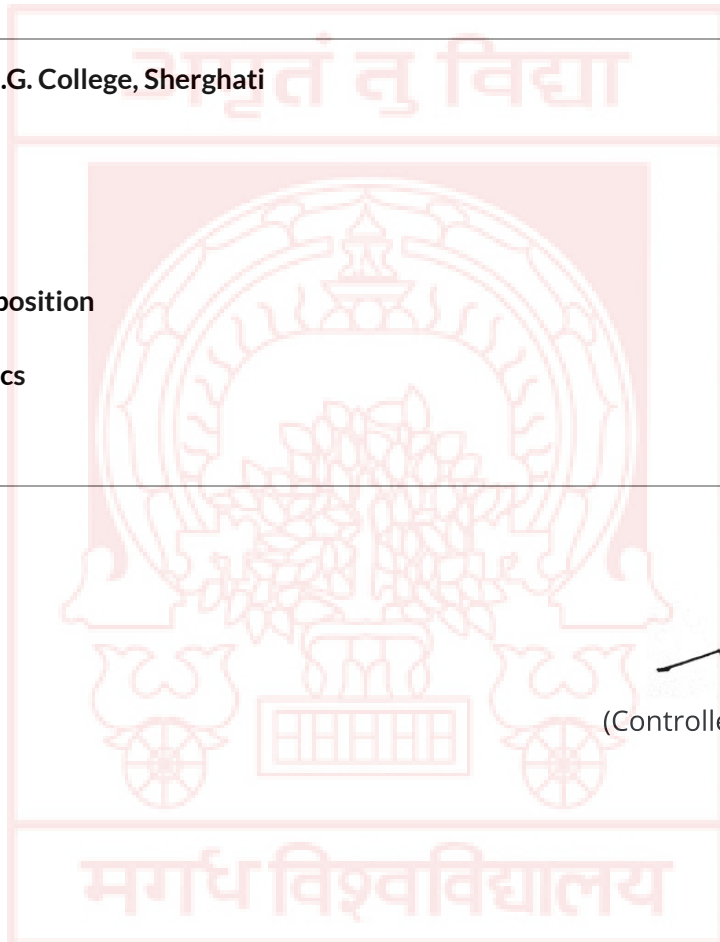 अमृतं तु विद्या
.G. College, Sherghati
position
cs
(Controlle
मगध विश्वविद्यालय